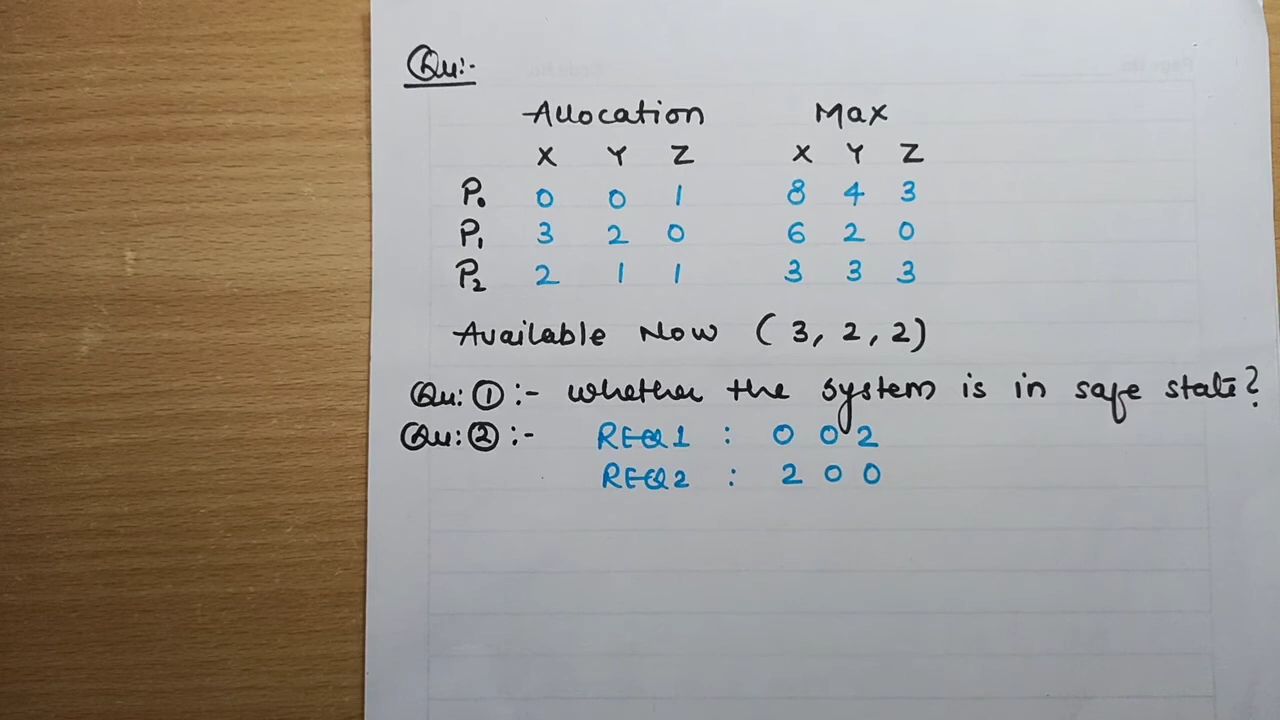 Qu:-
Allocation Max
X Y Z X Y Z
P0 0 0 1 8 4 3
P1 3 2 0 6 2 0
P2 2 1 1 3 3 3
Available Now (3, 2, 2)
Qu: ① :- whether the system is in safe state?
Qu: ② :- REQ1 : 0 0 2
REQ2 : 2 0 0